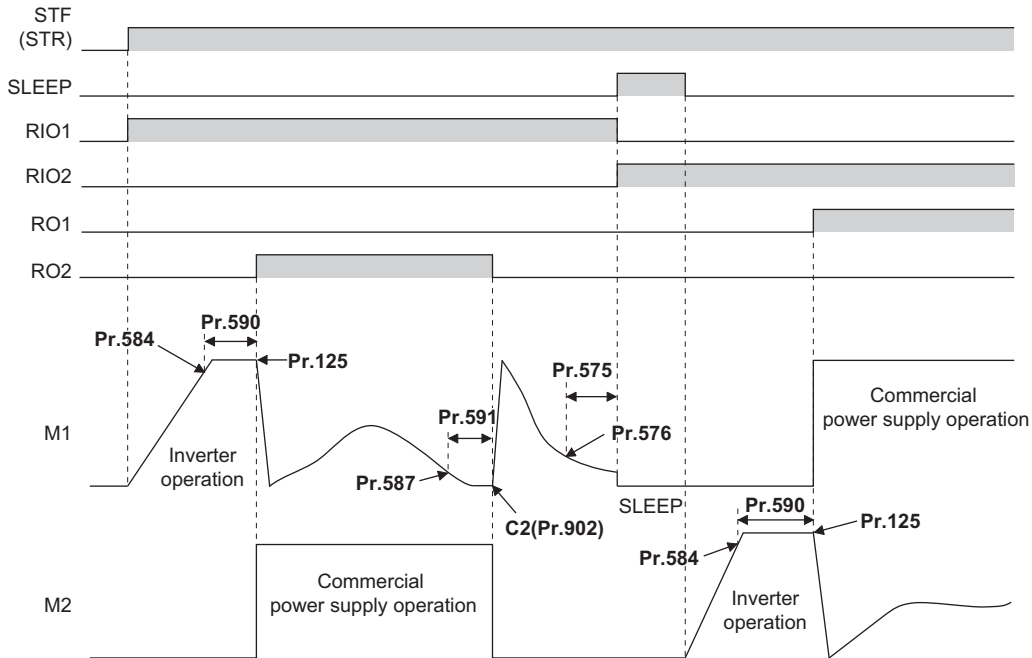 STF
(STR)
SLEEP
RIO1
RIO2
RO1
RO2
Pr.590
Pr.584
Pr.125
Pr.575
Commercial
power supply operation
Pr.591
M1
Inverter
operation
Pr.576
Pr.587
SLEEP
Pr.590
C2(Pr.902)
Pr.125
Pr.584
Commercial
power supply operation
M2
Inverter
operation